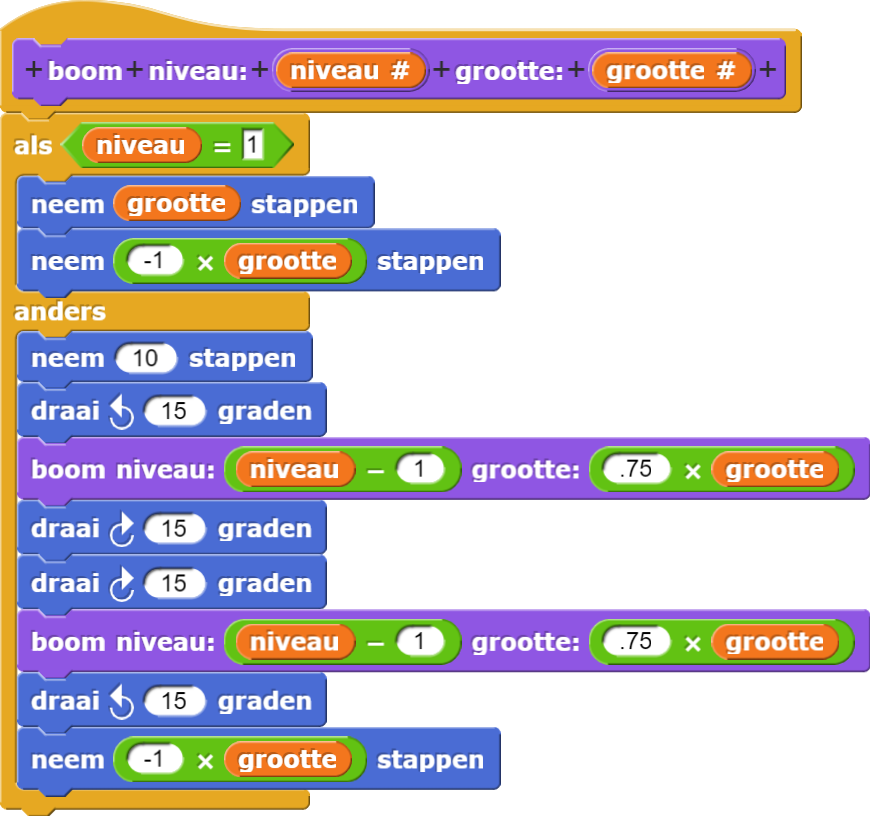 + boom + niveau: + niveau # + grootte: + grootte # +
als niveau = 1
neem grootte stappen
neem -1 × grootte stappen
anders
neem 10 stappen
draai ↺ 15 graden
boom niveau: niveau − 1 grootte: .75 × grootte
draai ↻ 15 graden
draai ↻ 15 graden
boom niveau: niveau − 1 grootte: .75 × grootte
draai ↺ 15 graden
neem -1 × grootte stappen